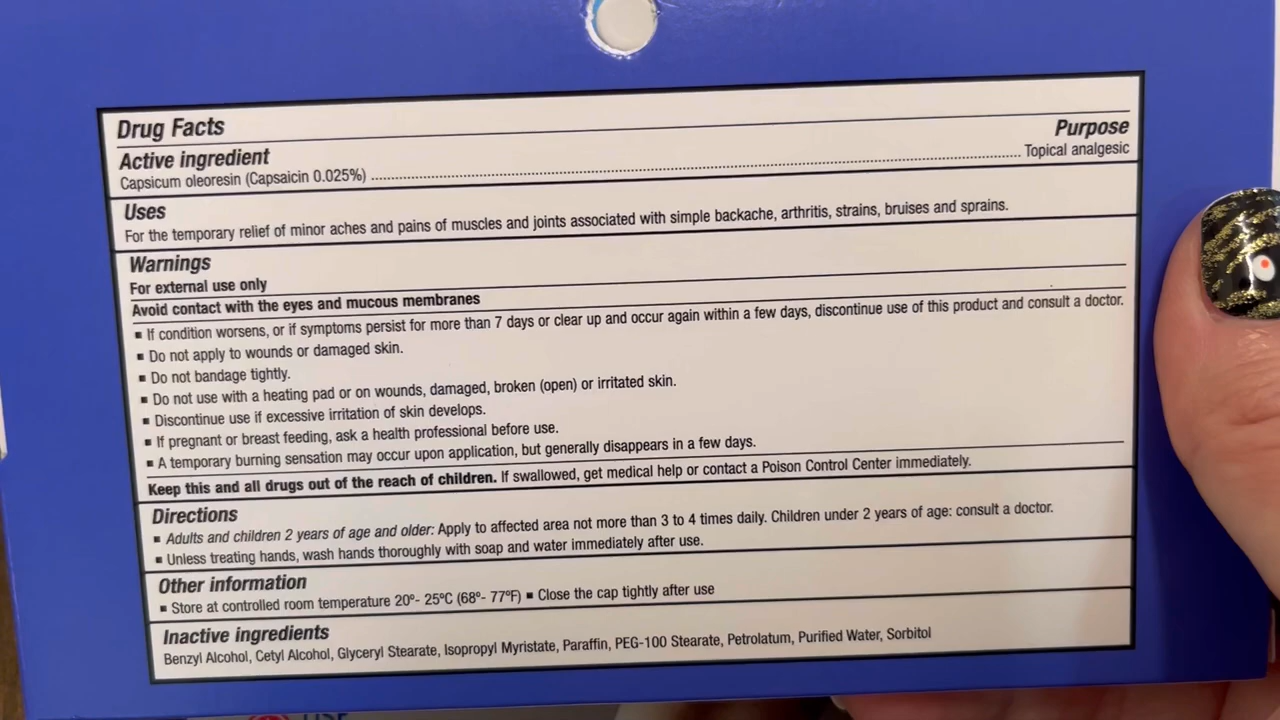 Drug Facts
Active ingredient Purpose
Capsicum oleoresin (Capsaicin 0.025%) ........................ Topical analgesic
Uses
For the temporary relief of minor aches and pains of muscles and joints associated with simple backache, arthritis, strains, bruises and sprains.
Warnings
For external use only
Avoid contact with the eyes and mucous membranes
▪ If condition worsens, or if symptoms persist for more than 7 days or clear up and occur again within a few days, discontinue use of this product and consult a doctor.
▪ Do not apply to wounds or damaged skin.
▪ Do not bandage tightly.
▪ Do not use with a heating pad or on wounds, damaged, broken (open) or irritated skin.
▪ Discontinue use if excessive irritation of skin develops.
▪ If pregnant or breast feeding, ask a health professional before use.
▪ A temporary burning sensation may occur upon application, but generally disappears in a few days.
Keep this and all drugs out of the reach of children. If swallowed, get medical help or contact a Poison Control Center immediately.
Directions
▪ Adults and children 2 years of age and older: Apply to affected area not more than 3 to 4 times daily. Children under 2 years of age: consult a doctor.
▪ Unless treating hands, wash hands thoroughly with soap and water immediately after use.
Other information
▪ Store at controlled room temperature 20º- 25ºC (68º- 77ºF) ▪ Close the cap tightly after use
Inactive ingredients
Benzyl Alcohol, Cetyl Alcohol, Glyceryl Stearate, Isopropyl Myristate, Paraffin, PEG-100 Stearate, Petrolatum, Purified Water, Sorbitol